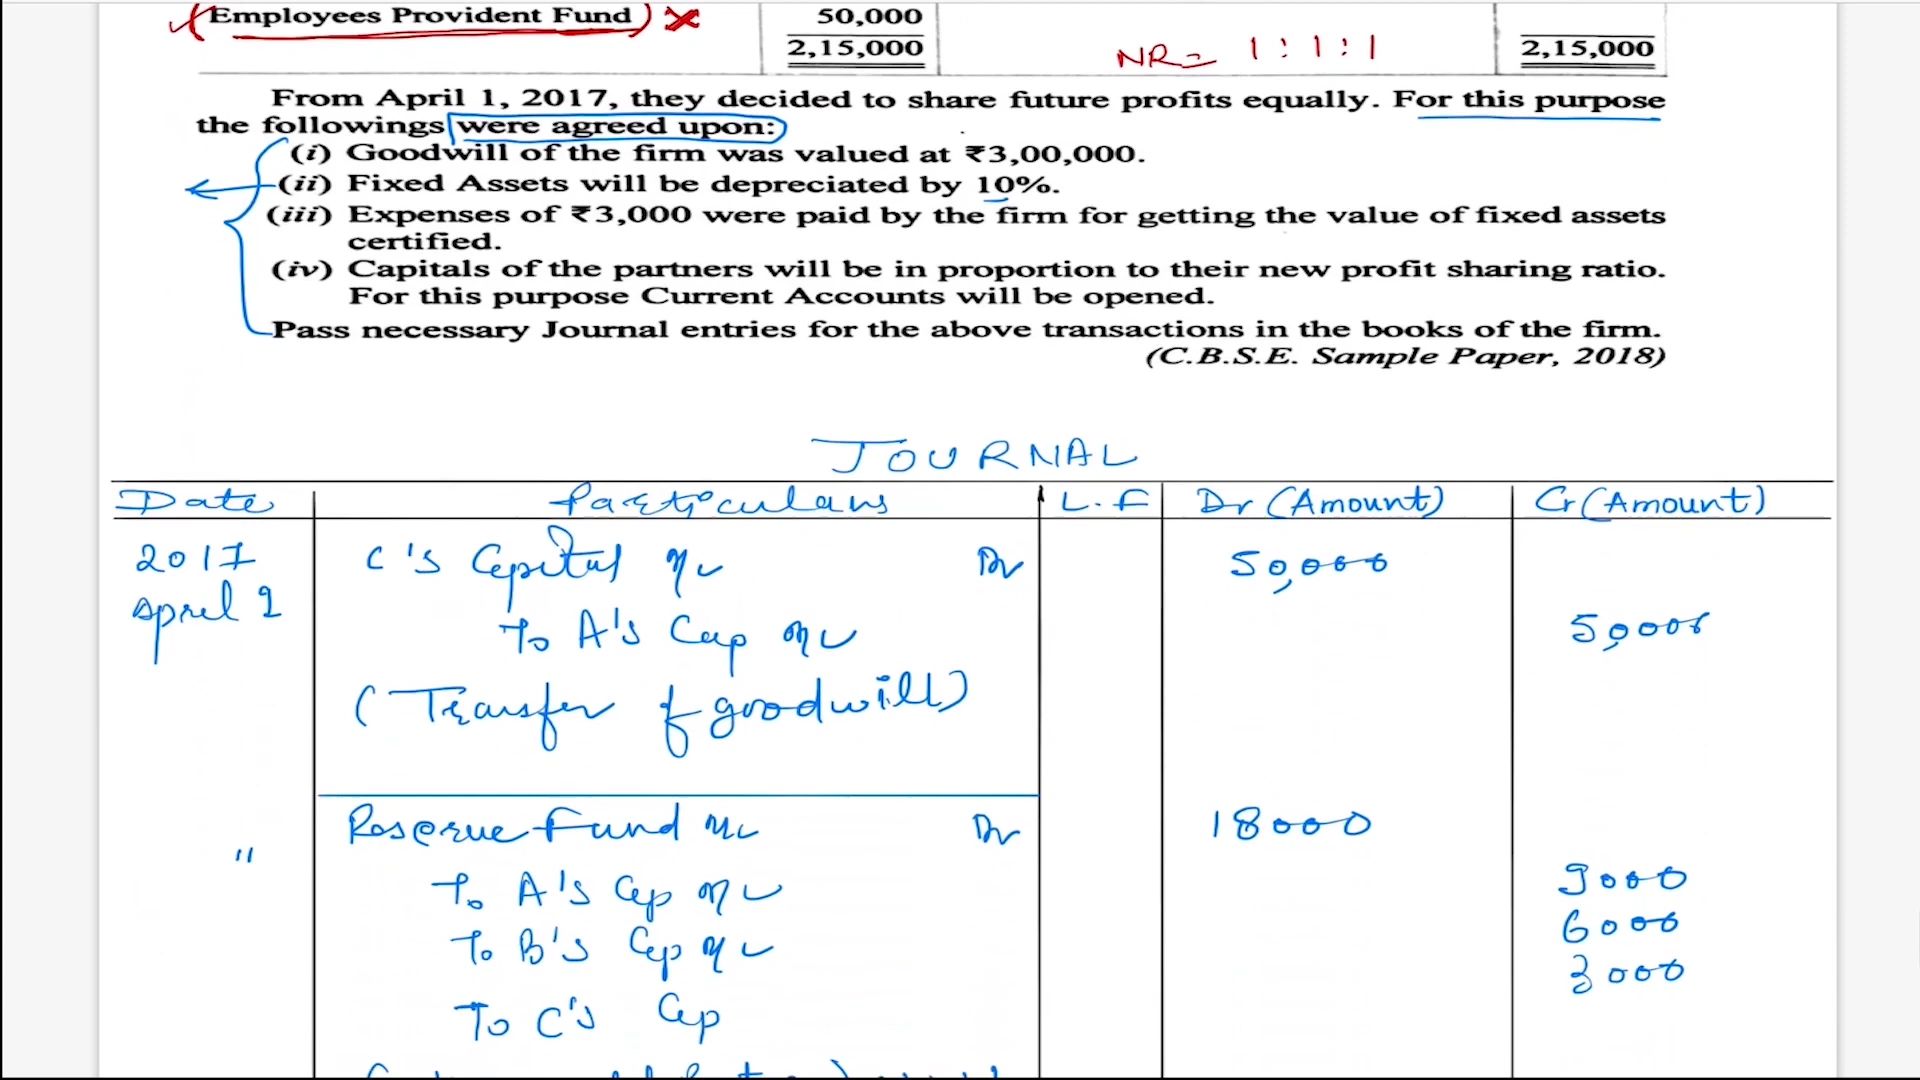 Employees Provident Fund 50,000
2,15,000 2,15,000
NR = 1 : 1 : 1
From April 1, 2017, they decided to share future profits equally. For this purpose
the followings were agreed upon:
(i) Goodwill of the firm was valued at ₹3,00,000.
(ii) Fixed Assets will be depreciated by 10%.
(iii) Expenses of ₹3,000 were paid by the firm for getting the value of fixed assets
certified.
(iv) Capitals of the partners will be in proportion to their new profit sharing ratio.
For this purpose Current Accounts will be opened.
Pass necessary Journal entries for the above transactions in the books of the firm.
(C.B.S.E. Sample Paper, 2018)
JOURNAL
Date Particulars L.F Dr (Amount) Cr (Amount)
2017 C's Capital A/c Dr 50,000
April 1
To A's Cap A/c 50,000
(Transfer of goodwill)
Reserve Fund A/c Dr 18000
"
To A's Cap A/c 9000
To B's Cap A/c 6000
3000
To C's Cap